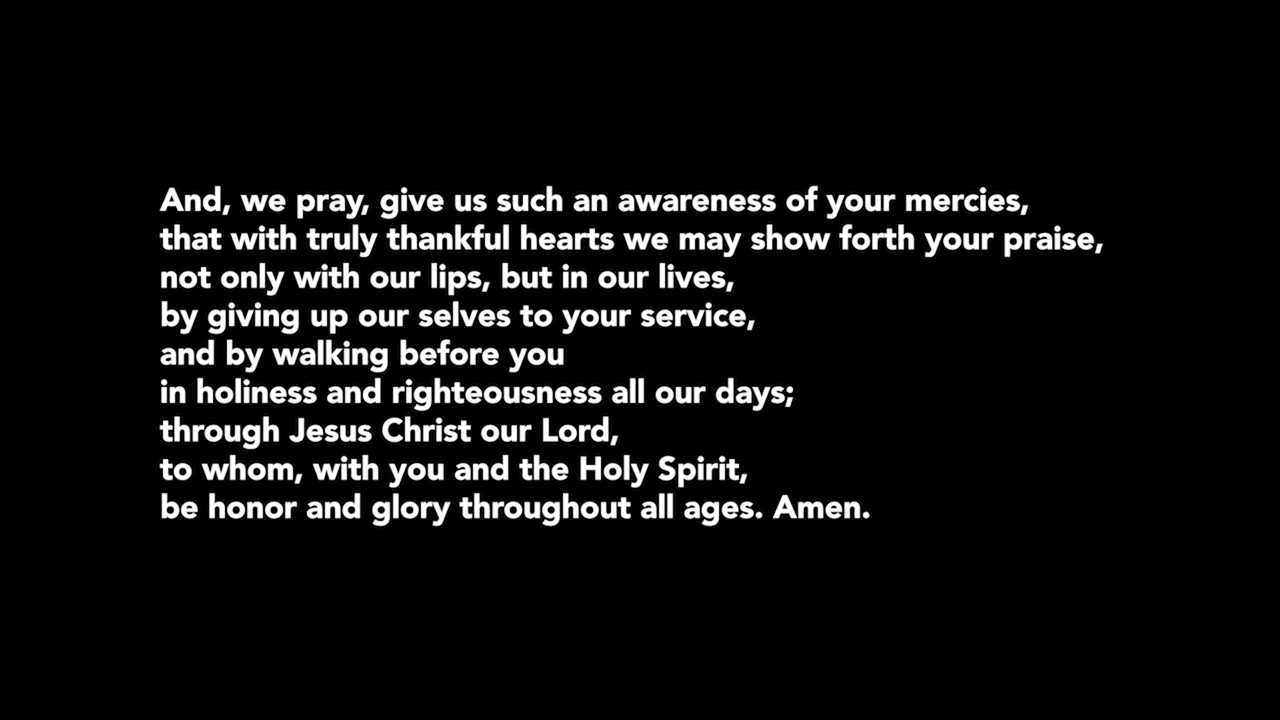 And, we pray, give us such an awareness of your mercies,
that with truly thankful hearts we may show forth your praise,
not only with our lips, but in our lives,
by giving up our selves to your service,
and by walking before you
in holiness and righteousness all our days;
through Jesus Christ our Lord,
to whom, with you and the Holy Spirit,
be honor and glory throughout all ages. Amen.